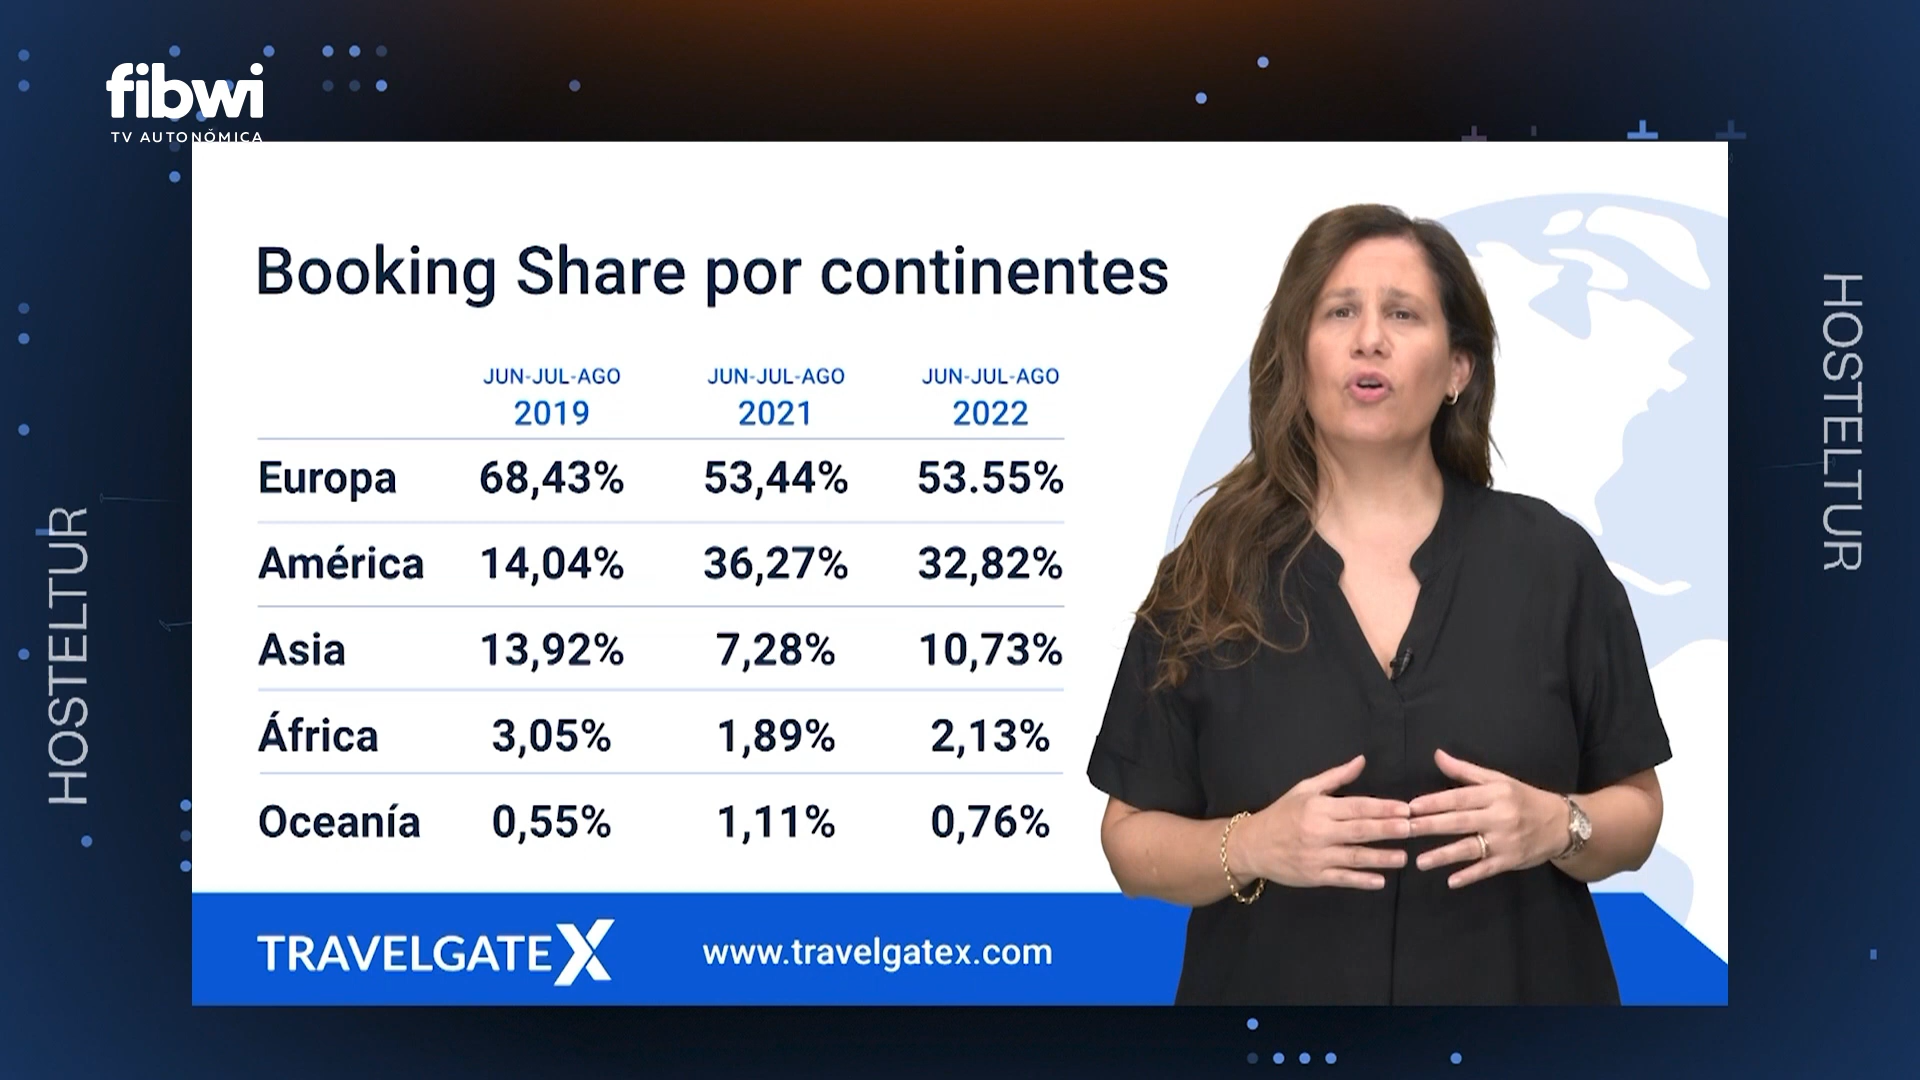 fibwi
TV AUTONÒMICA
Booking Share por continentes
JUN-JUL-AGO JUN-JUL-AGO JUN-JUL-AGO
2019 2021 2022
Europa 68,43% 53,44% 53.55%
América 14,04% 36,27% 32,82%
Asia 13,92% 7,28% 10,73%
África 3,05% 1,89% 2,13%
Oceanía 0,55% 1,11% 0,76%
TRAVELGATEX www.travelgatex.com
HOSTELTUR
HOSTELTUR